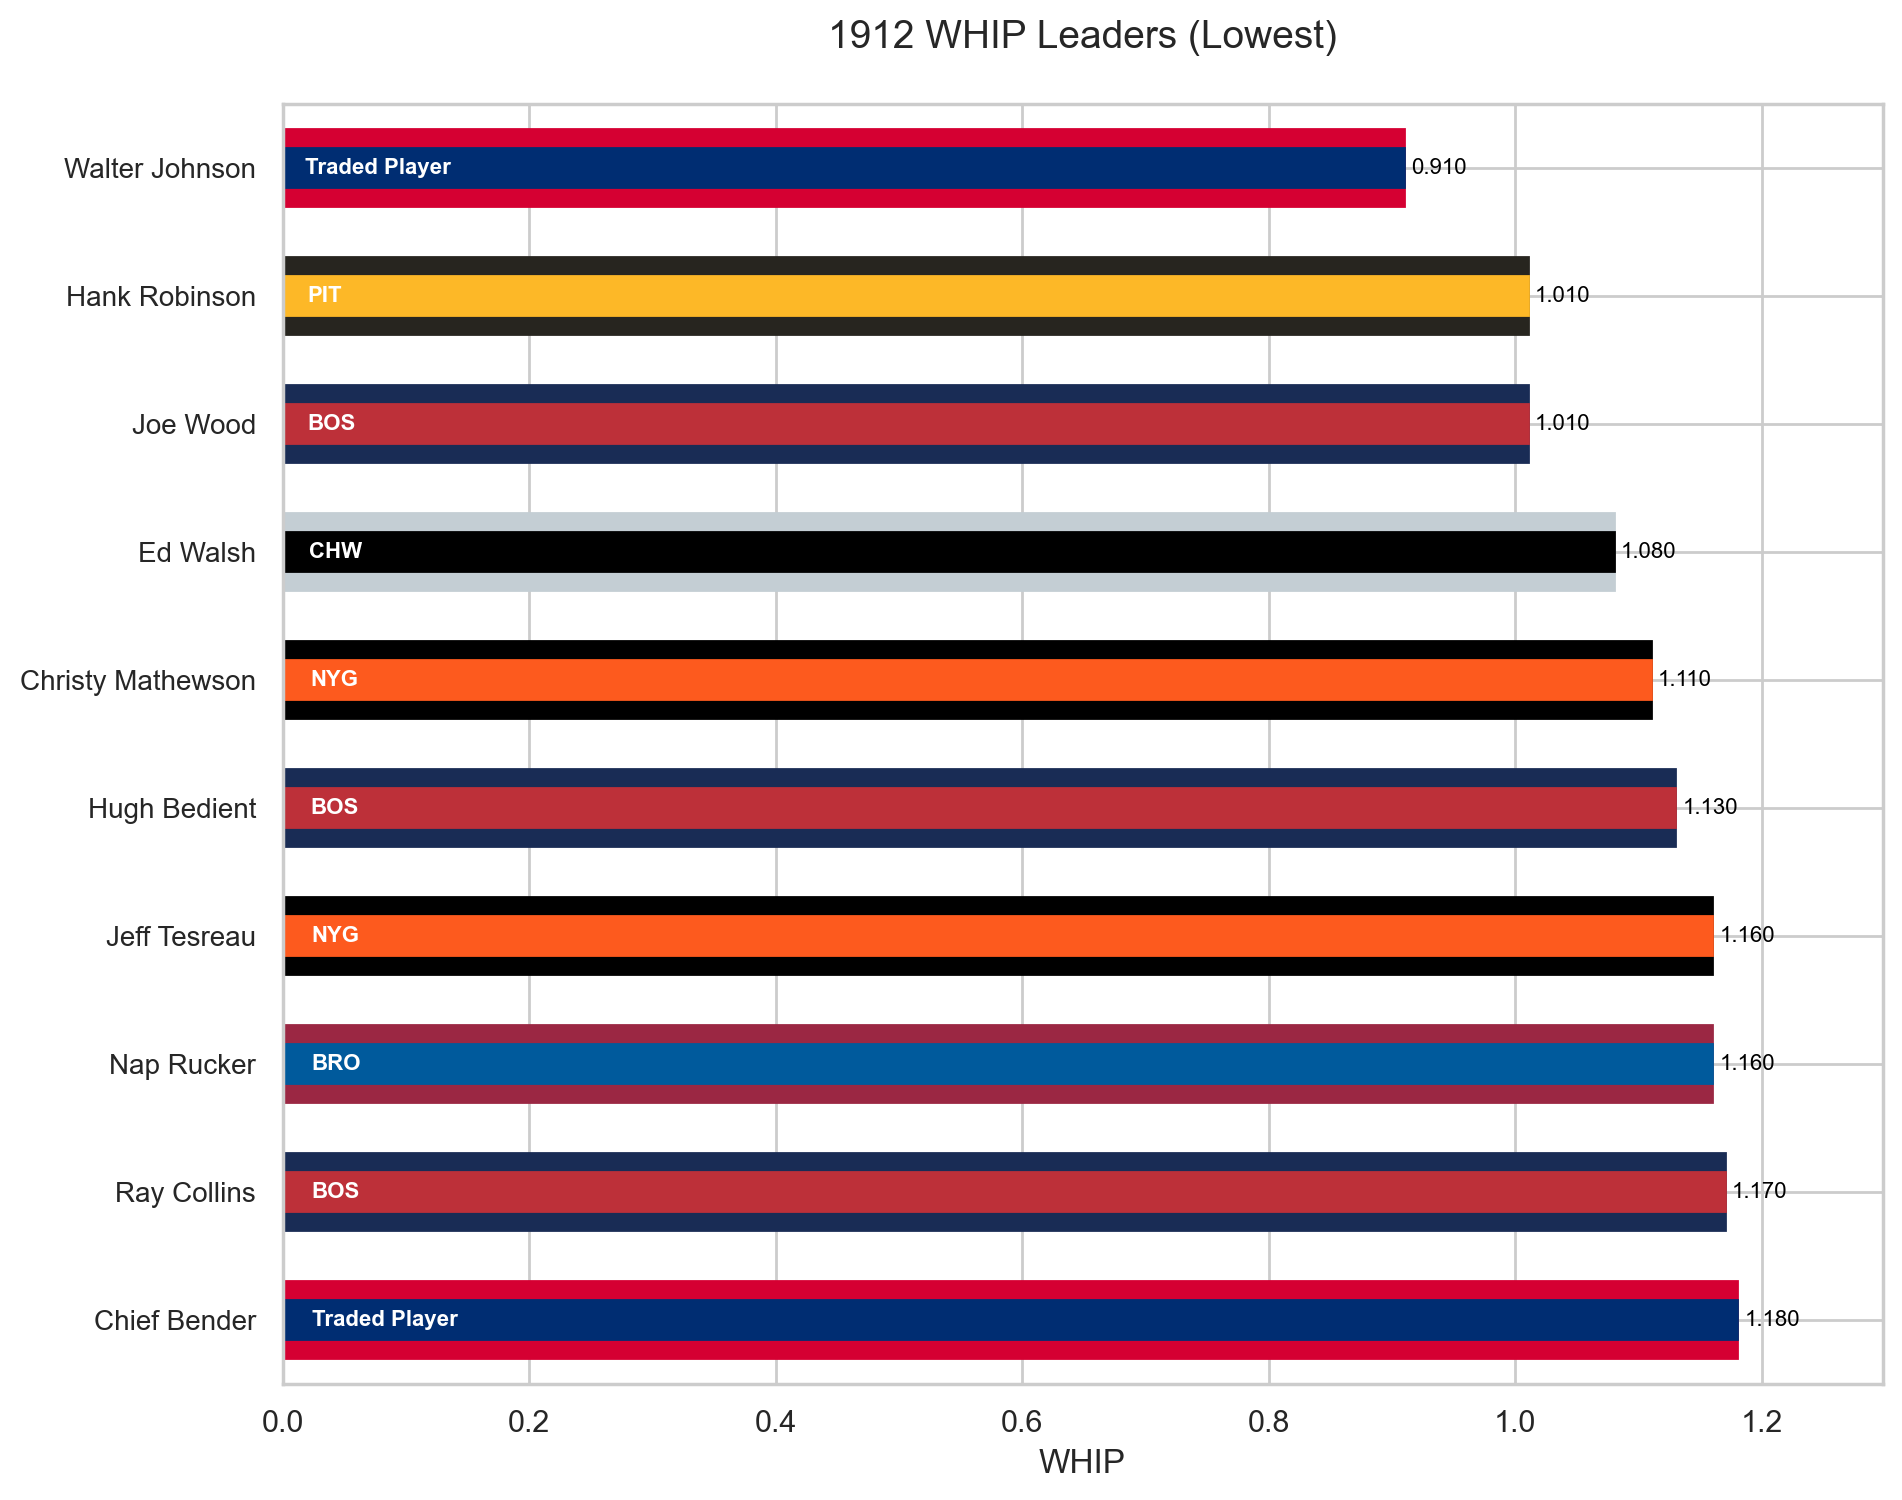 1912 WHIP Leaders (Lowest)
Walter Johnson
Traded Player
0.910
Hank Robinson
PIT
1.010
Joe Wood
BOS
1.010
Ed Walsh
CHW
1.080
Christy Mathewson
NYG
1.110
Hugh Bedient
BOS
1.130
Jeff Tesreau
NYG
1.160
Nap Rucker
BRO
1.160
Ray Collins
BOS
1.170
Chief Bender
Traded Player
1.180
0.0 0.2 0.4 0.6 0.8 1.0 1.2
WHIP